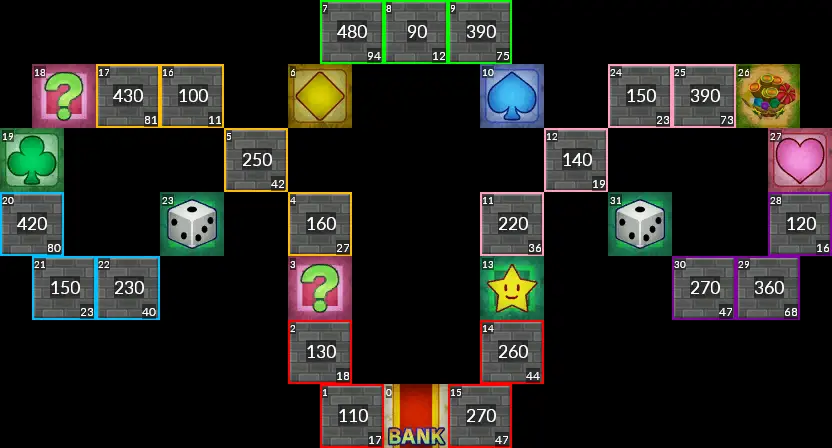 7 8 9
480 90 390
94 12 75
18 17 16 6 10 24 25 26
? 430 100 150 390
81 11 23 73
19 5 12 27
250 140
42 19
20 23 4 11 31 28
420 160 220 120
80 27 36 16
21 22 3 13 30 29
150 230 ? 270 360
23 40 47 68
2 14
130 260
18 44
1 0 15
110 270
17 BANK 47